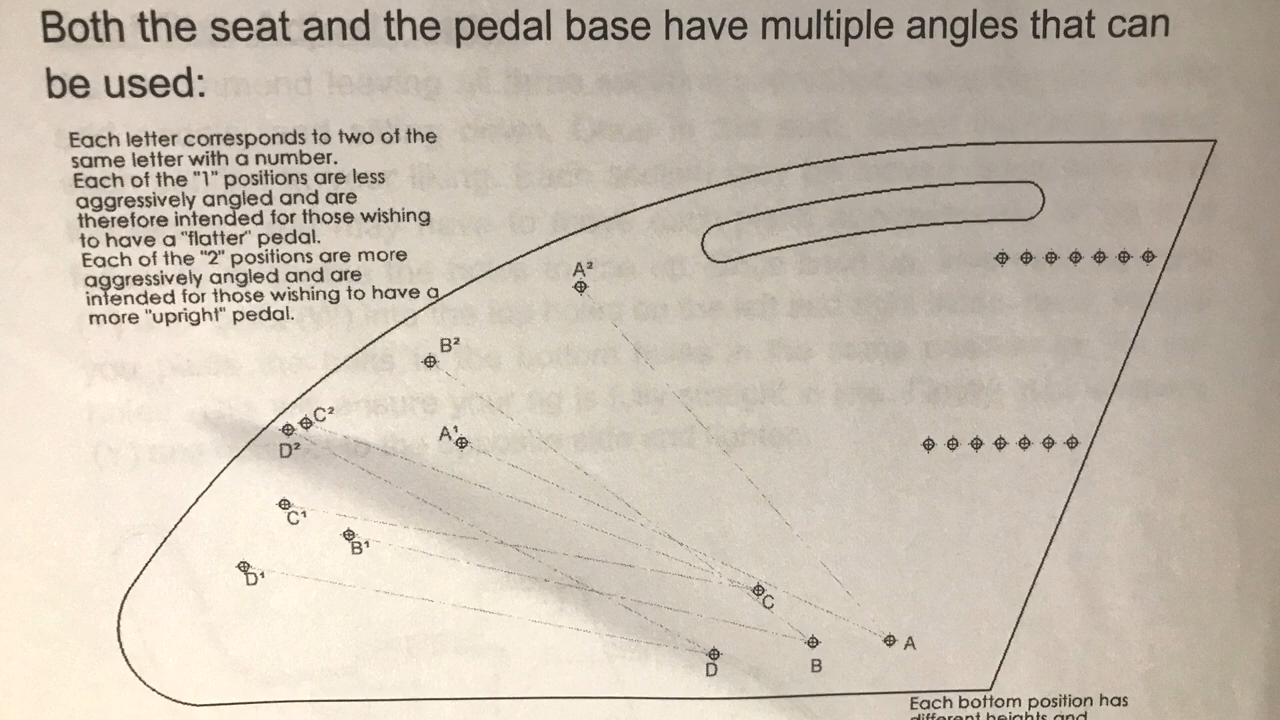 Both the seat and the pedal base have multiple angles that can
be used:
Each letter corresponds to two of the
same letter with a number.
Each of the "1" positions are less
aggressively angled and are
therefore intended for those wishing
to have a "flatter" pedal.
Each of the "2" positions are more
aggressively angled and are
intended for those wishing to have a
more "upright" pedal.
A²
B²
C²
D²
A¹
C¹
B¹
D¹
C
A
B
D
Each bottom position has
different heights and